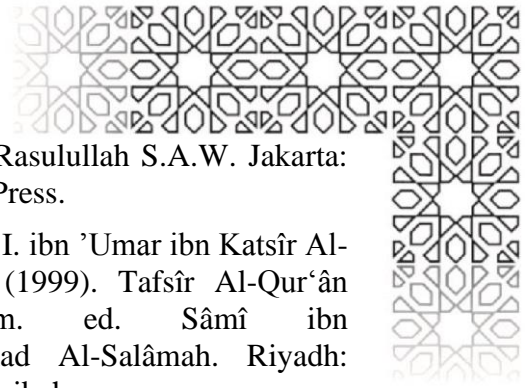 Rasulullah S.A.W. Jakarta:
Press.
I. ibn ’Umar ibn Katsîr Al-
(1999). Tafsîr Al-Qur‘ân
m. ed. Sâmî ibn
ad Al-Salâmah. Riyadh: